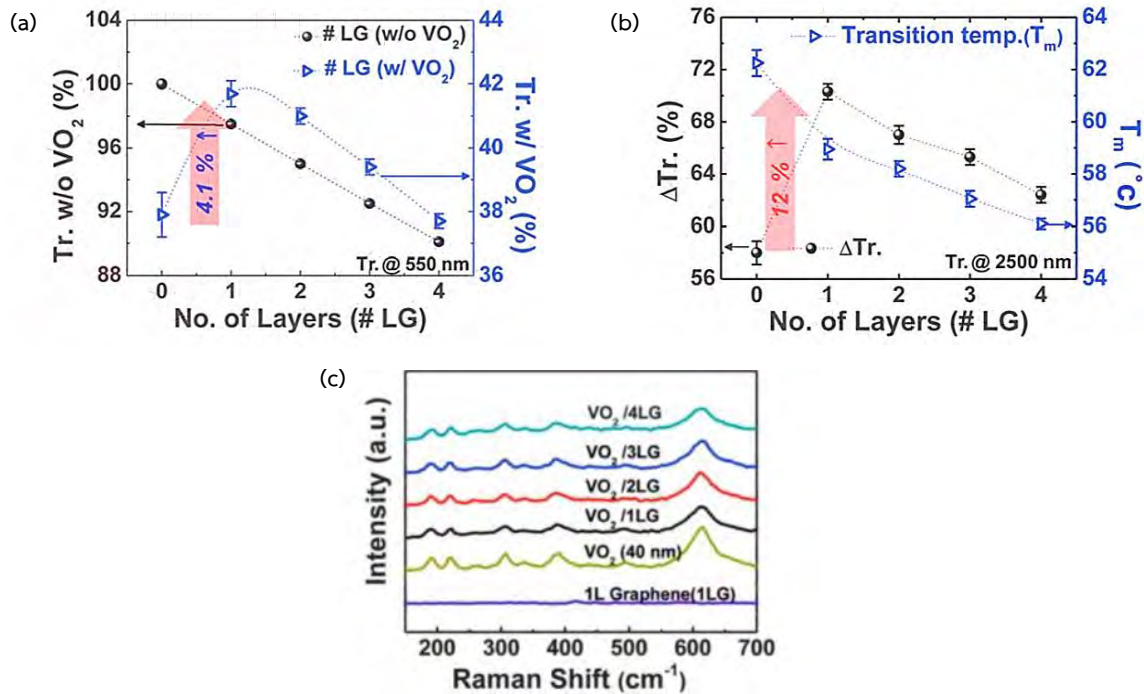 (a)
104
100
96
92
88
Tr. w/o VO₂ (%)
# LG (w/o VO₂)
# LG (w/ VO₂)
4.1 % ↑
Tr. @ 550 nm
44
42
40
38
36
Tr. w/ VO₂ (%)
0 1 2 3 4
No. of Layers (# LG)
(b)
76
72
68
64
60
56
ΔTr. (%)
Transition temp.(Tₘ)
12 % ↑
ΔTr.
Tr. @ 2500 nm
64
62
60
58
56
54
Tₘ (°c)
0 1 2 3 4
No. of Layers (# LG)
(c)
Intensity (a.u.)
VO₂ /4LG
VO₂ /3LG
VO₂ /2LG
VO₂ /1LG
VO₂ (40 nm)
1L Graphene(1LG)
200 300 400 500 600 700
Raman Shift (cm⁻¹)